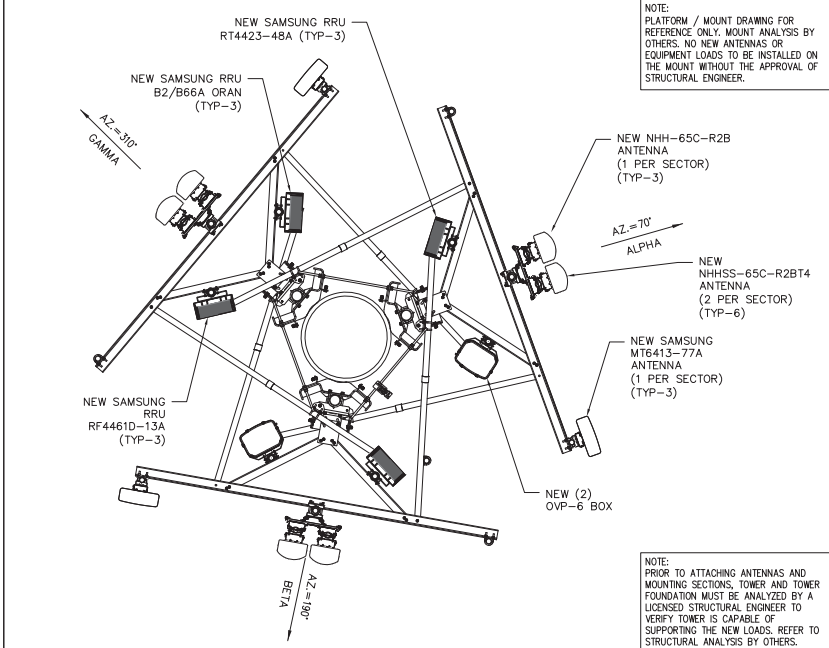 NOTE:
PLATFORM / MOUNT DRAWING FOR
REFERENCE ONLY. MOUNT ANALYSIS BY
OTHERS. NO NEW ANTENNAS OR
EQUIPMENT LOADS TO BE INSTALLED ON
THE MOUNT WITHOUT THE APPROVAL OF
STRUCTURAL ENGINEER.
NEW SAMSUNG RRU
RT4423-48A (TYP-3)
NEW SAMSUNG RRU
B2/B66A ORAN
(TYP-3)
AZ.=310°
GAMMA
NEW NHH-65C-R2B
ANTENNA
(1 PER SECTOR)
(TYP-3)
AZ.=70°
ALPHA
NEW
NHHSS-65C-R2BT4
ANTENNA
(2 PER SECTOR)
(TYP-6)
NEW SAMSUNG
MT6413-77A
ANTENNA
(1 PER SECTOR)
(TYP-3)
NEW SAMSUNG
RRU
RF4461D-13A
(TYP-3)
NEW (2)
OVP-6 BOX
AZ.=190°
BETA
NOTE:
PRIOR TO ATTACHING ANTENNAS AND
MOUNTING SECTIONS, TOWER AND TOWER
FOUNDATION MUST BE ANALYZED BY A
LICENSED STRUCTURAL ENGINEER TO
VERIFY TOWER IS CAPABLE OF
SUPPORTING THE NEW LOADS. REFER TO
STRUCTURAL ANALYSIS BY OTHERS.